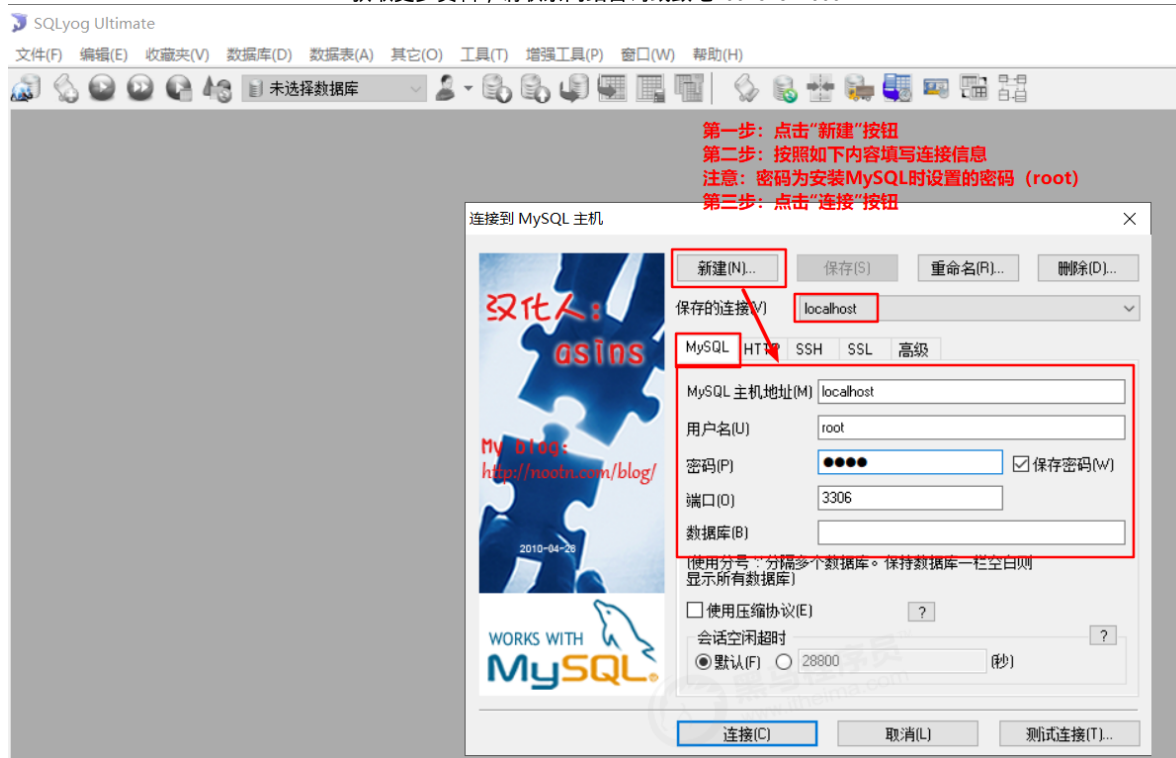 SQLyog Ultimate
文件(F) 编辑(E) 收藏夹(V) 数据库(D) 数据表(A) 其它(O) 工具(T) 增强工具(P) 窗口(W) 帮助(H)
未选择数据库
第一步：点击“新建”按钮
第二步：按照如下内容填写连接信息
注意：密码为安装MySQL时设置的密码（root）
第三步：点击“连接”按钮
连接到 MySQL 主机
新建(N)... 保存(S) 重命名(R)... 删除(D)...
保存的连接(V) localhost
MySQL HTTP SSH SSL 高级
MySQL 主机地址(M) localhost
用户名(U) root
密码(P) ●●●● 保存密码(W)
端口(O) 3306
数据库(B)
(使用分号 ';' 分隔多个数据库。保持数据库一栏空白则
显示所有数据库)
使用压缩协议(E) ?
会话空闲超时 ?
默认(F) 28800 (秒)
连接(C) 取消(L) 测试连接(T)...
汉化人：
asins
My blog:
http://nootn.com/blog/
2010-04-26
WORKS WITH
MySQL
黑马程序员
www.itheima.com